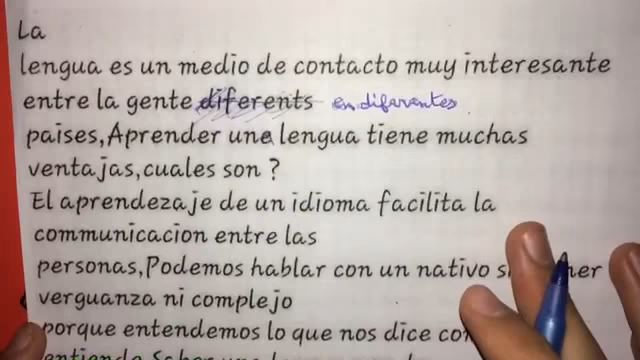 La
lengua es un medio de contacto muy interesante
entre la gente diferents en diferentes
paises,Aprender una lengua tiene muchas
ventajas,cuales son ?
El aprendezaje de un idioma facilita la
communicacion entre las
personas,Podemos hablar con un nativo
verguanza ni complejo
porque entendemos lo que nos dice